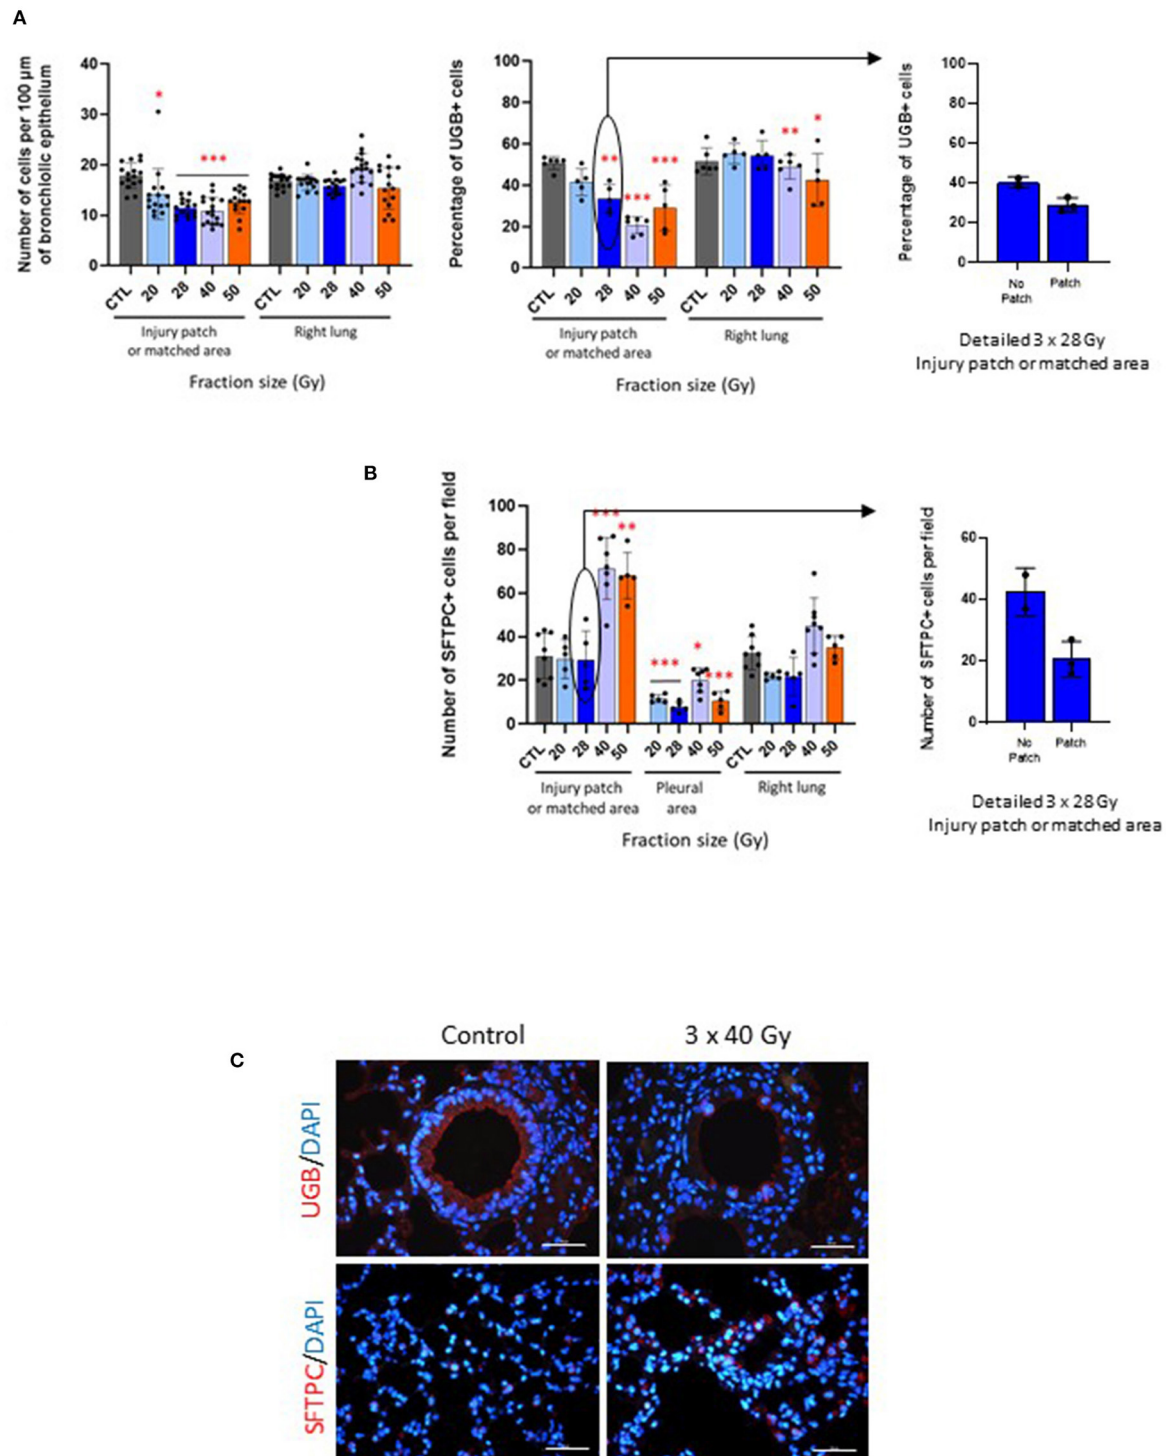 A
Number of cells per 100 µm
of bronchiolic epithelium
40
30
20
10
0
*
***
CTL
20
28
40
50
CTL
20
28
40
50
Injury patch
or matched area
Right lung
Fraction size (Gy)
Percentage of UGB+ cells
100
80
60
40
20
0
**
***
***
**
*
CTL
20
28
40
50
CTL
20
28
40
50
Injury patch
or matched area
Right lung
Fraction size (Gy)
Percentage of UGB+ cells
100
80
60
40
20
0
No
Patch
Patch
Detailed 3 x 28 Gy
Injury patch or matched area
B
Number of SFTPC+ cells per field
100
80
60
40
20
0
***
**
***
*
***
CTL
20
28
40
50
20
28
40
50
CTL
20
28
40
50
Injury patch
or matched area
Pleural
area
Right lung
Fraction size (Gy)
Number of SFTPC+ cells per field
60
40
20
0
No
Patch
Patch
Detailed 3 x 28 Gy
Injury patch or matched area
C
Control
3 x 40 Gy
UGB/DAPI
SFTPC/DAPI